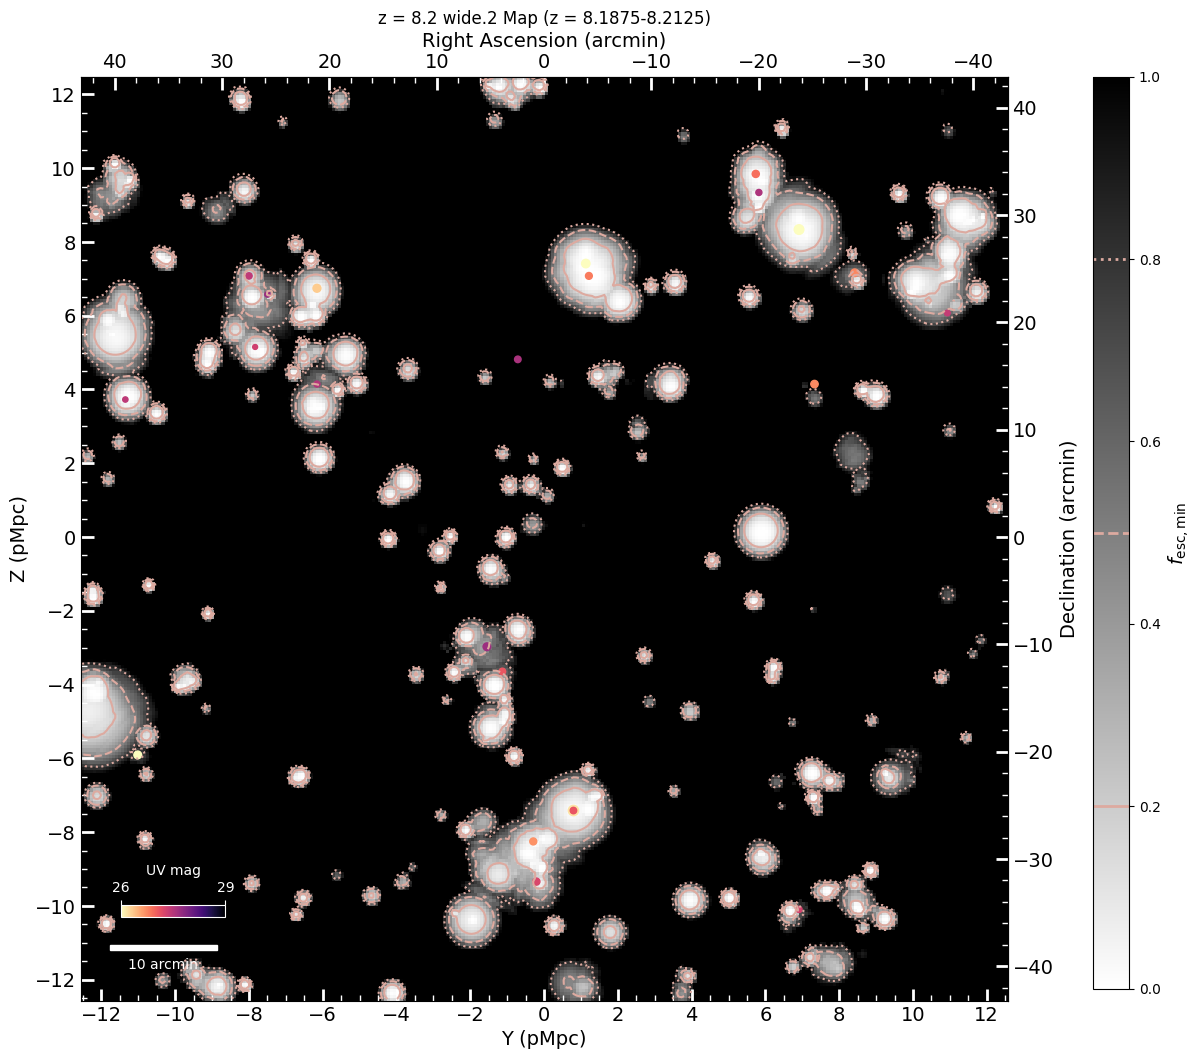 z = 8.2 wide.2 Map (z = 8.1875-8.2125)
Right Ascension (arcmin)
40 30 20 10 0 −10 −20 −30 −40
12 10 8 6 4 2 0 −2 −4 −6 −8 −10 −12
Z (pMpc)
40 30 20 10 0 −10 −20 −30 −40
Declination (arcmin)
1.0 0.8 0.6 0.4 0.2 0.0
fesc, min
UV mag
26 29
10 arcmin
−12 −10 −8 −6 −4 −2 0 2 4 6 8 10 12
Y (pMpc)